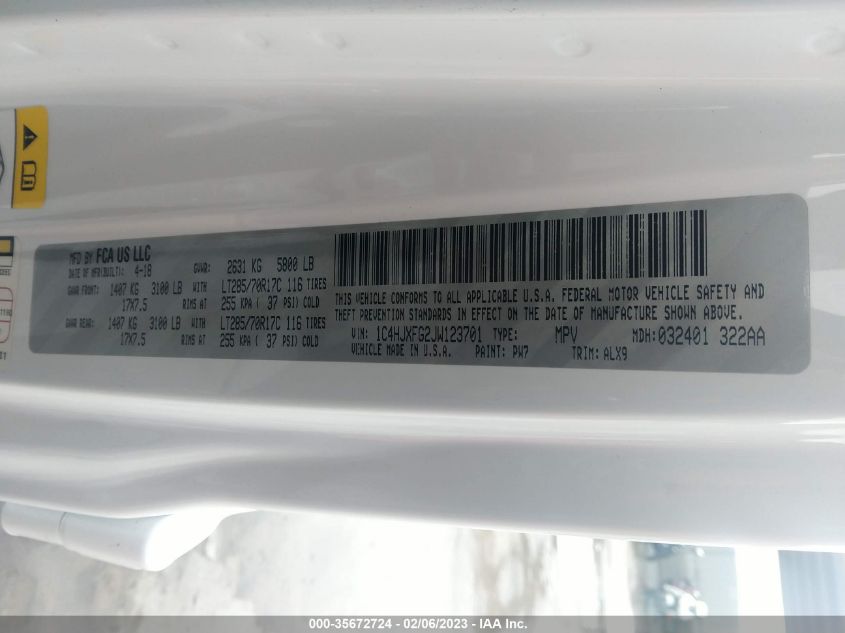 MFD BY FCA US LLC
DATE OF MFR(BUILT): 4-18 GVWR: 2631 KG 5800 LB
GAWR FRONT: 1407 KG 3100 LB WITH LT285/70R17C 116 TIRES
17X7.5 RIMS AT 255 KPA ( 37 PSI) COLD
GAWR REAR: 1407 KG 3100 LB WITH LT285/70R17C 116 TIRES
17X7.5 RIMS AT 255 KPA ( 37 PSI) COLD
THIS VEHICLE CONFORMS TO ALL APPLICABLE U.S.A. FEDERAL MOTOR VEHICLE SAFETY AND
THEFT PREVENTION STANDARDS IN EFFECT ON THE DATE OF MANUFACTURE SHOWN ABOVE.
VIN: 1C4HJXFG2JW123701 TYPE: MPV MDH: 032401 322AA
VEHICLE MADE IN U.S.A. PAINT: PW7 TRIM: ALX9
000-35672724 - 02/06/2023 - IAA Inc.